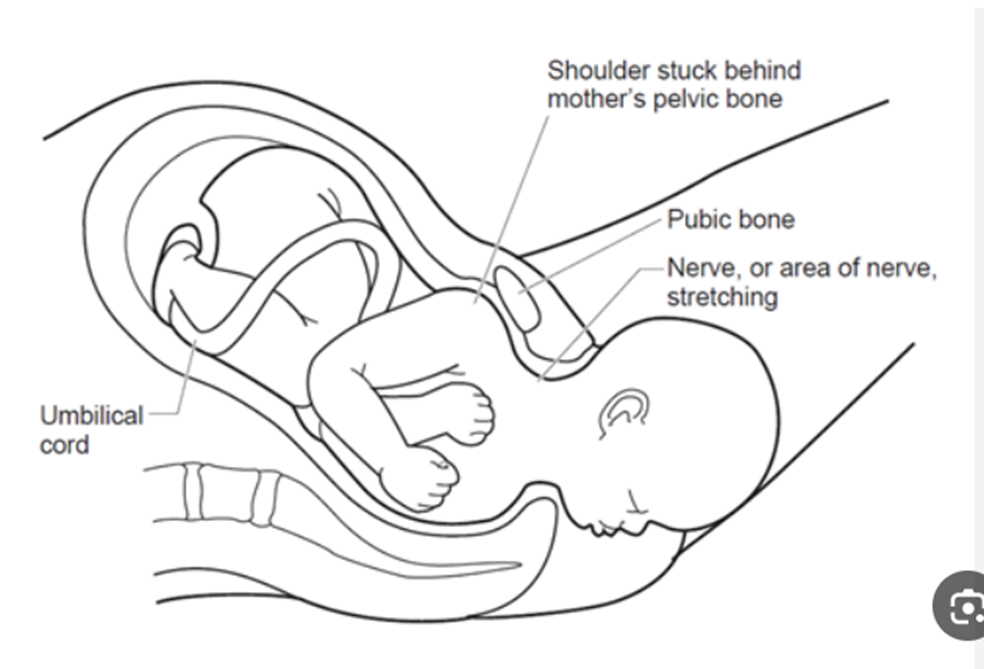 Shoulder stuck behind
mother's pelvic bone
Pubic bone
Nerve, or area of nerve,
stretching
Umbilical
cord